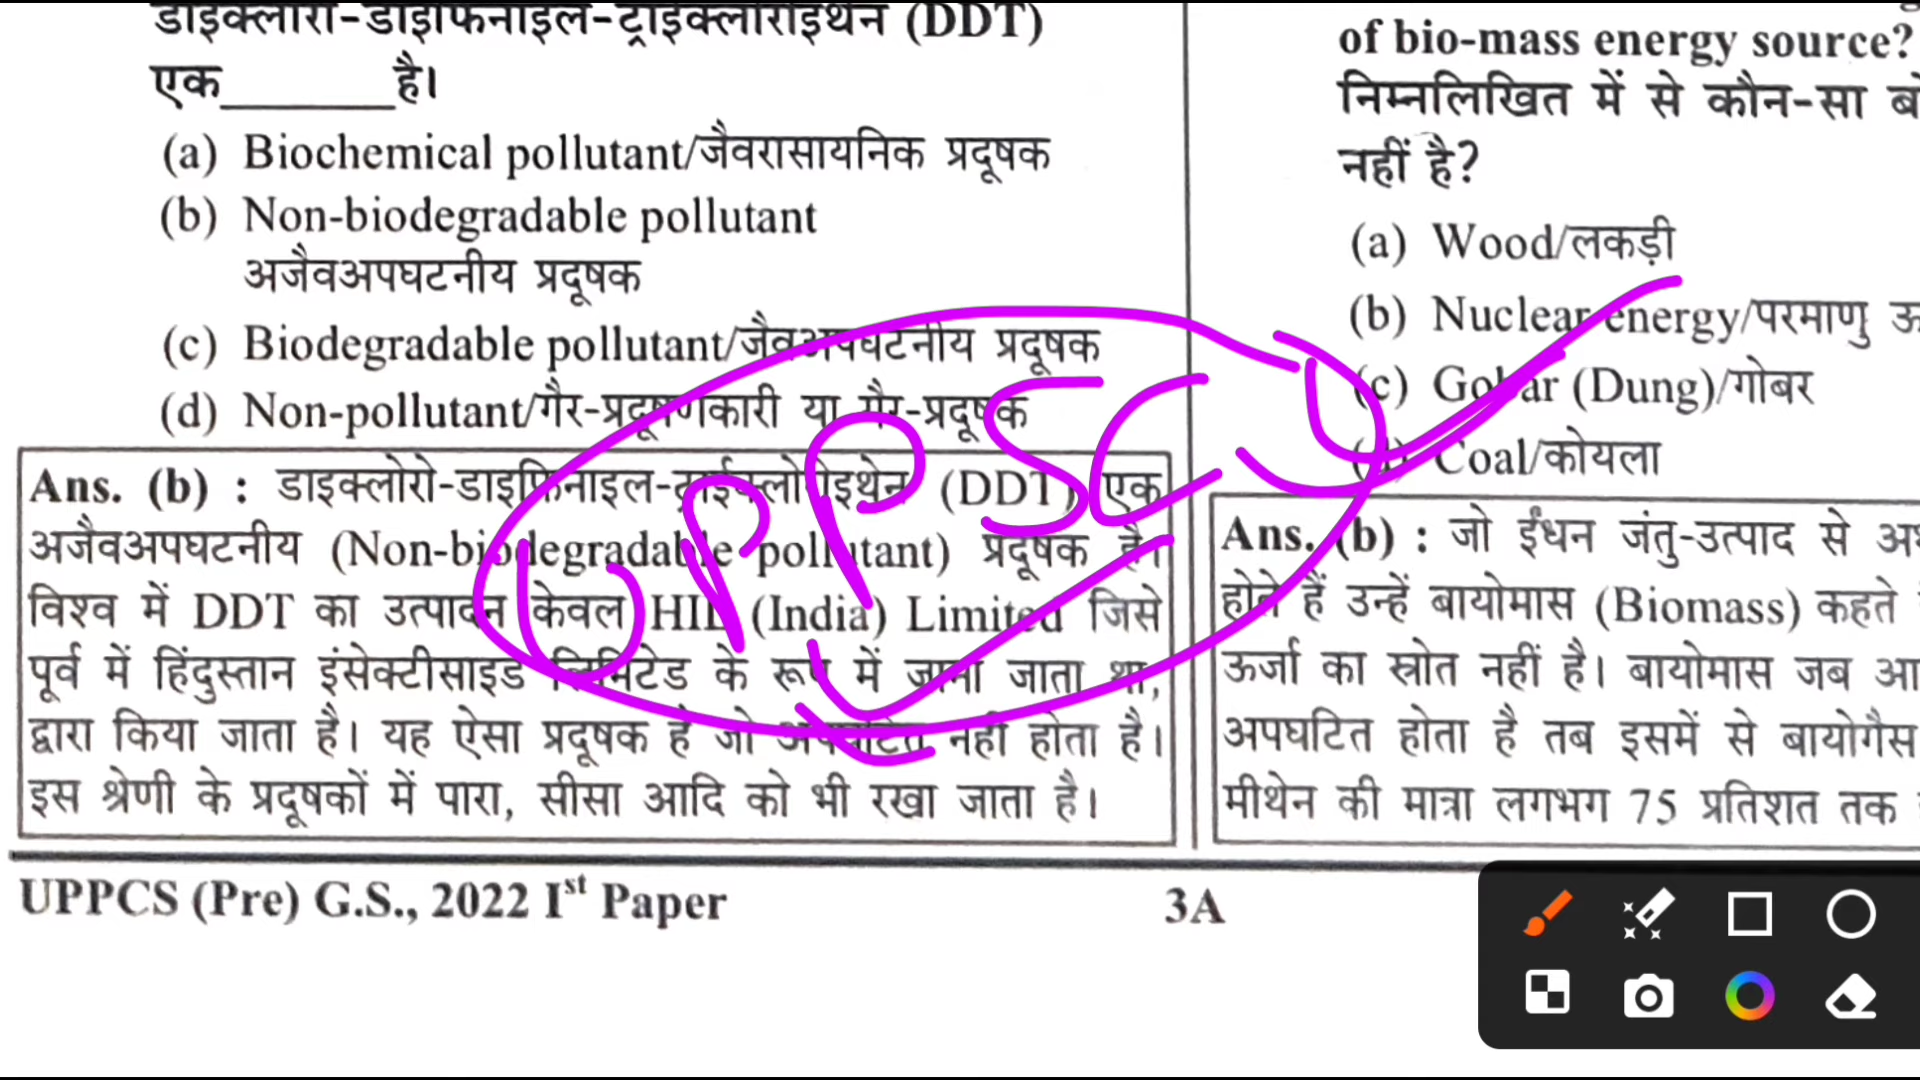 डाइक्लोरो-डाइफिनाइल-ट्राइक्लोरोइथेन (DDT)
एक______है।
(a) Biochemical pollutant/जैवरासायनिक प्रदूषक
(b) Non-biodegradable pollutant
अजैवअपघटनीय प्रदूषक
(c) Biodegradable pollutant/जैवअपघटनीय प्रदूषक
(d) Non-pollutant/गैर-प्रदूषणकारी या गैर-प्रदूषक
Ans. (b) : डाइक्लोरो-डाइफिनाइल-ट्राईक्लोरोइथेन (DDT) एक
अजैवअपघटनीय (Non-biodegradable pollutant) प्रदूषक है।
विश्व में DDT का उत्पादन केवल HIL (India) Limited जिसे
पूर्व में हिंदुस्तान इंसेक्टीसाइड लिमिटेड के रूप में जाना जाता था,
द्वारा किया जाता है। यह ऐसा प्रदूषक है जो अपघटित नहीं होता है।
इस श्रेणी के प्रदूषकों में पारा, सीसा आदि को भी रखा जाता है।
of bio-mass energy source?
निम्नलिखित में से कौन-सा
नहीं है?
(a) Wood/लकड़ी
(b) Nuclear energy/परमाणु
(c) Gobar (Dung)/गोबर
(d) Coal/कोयला
Ans. (b) : जो ईंधन जंतु-उत्पाद से
होते हैं उन्हें बायोमास (Biomass) कहते
ऊर्जा का स्रोत नहीं है। बायोमास जब
अपघटित होता है तब इसमें से बायोगैस
मीथेन की मात्रा लगभग 75 प्रतिशत तक
UPPSC
UPPCS (Pre) G.S., 2022 Ist Paper
3A